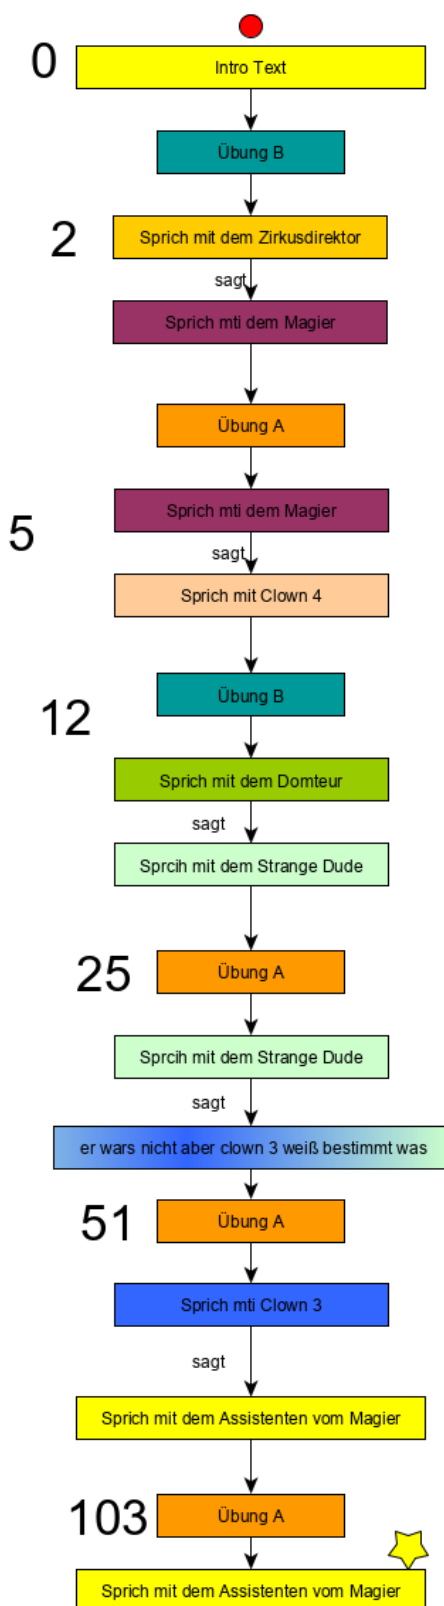 0
Intro Text
Übung B
2
Sprich mit dem Zirkusdirektor
sagt
Sprich mti dem Magier
Übung A
Sprich mti dem Magier
5
sagt
Sprich mit Clown 4
Übung B
12
Sprich mit dem Domteur
sagt
Sprcih mit dem Strange Dude
25
Übung A
Sprcih mit dem Strange Dude
sagt
er wars nicht aber clown 3 weiß bestimmt was
51
Übung A
Sprich mti Clown 3
sagt
Sprich mit dem Assistenten vom Magier
103
Übung A
Sprich mit dem Assistenten vom Magier